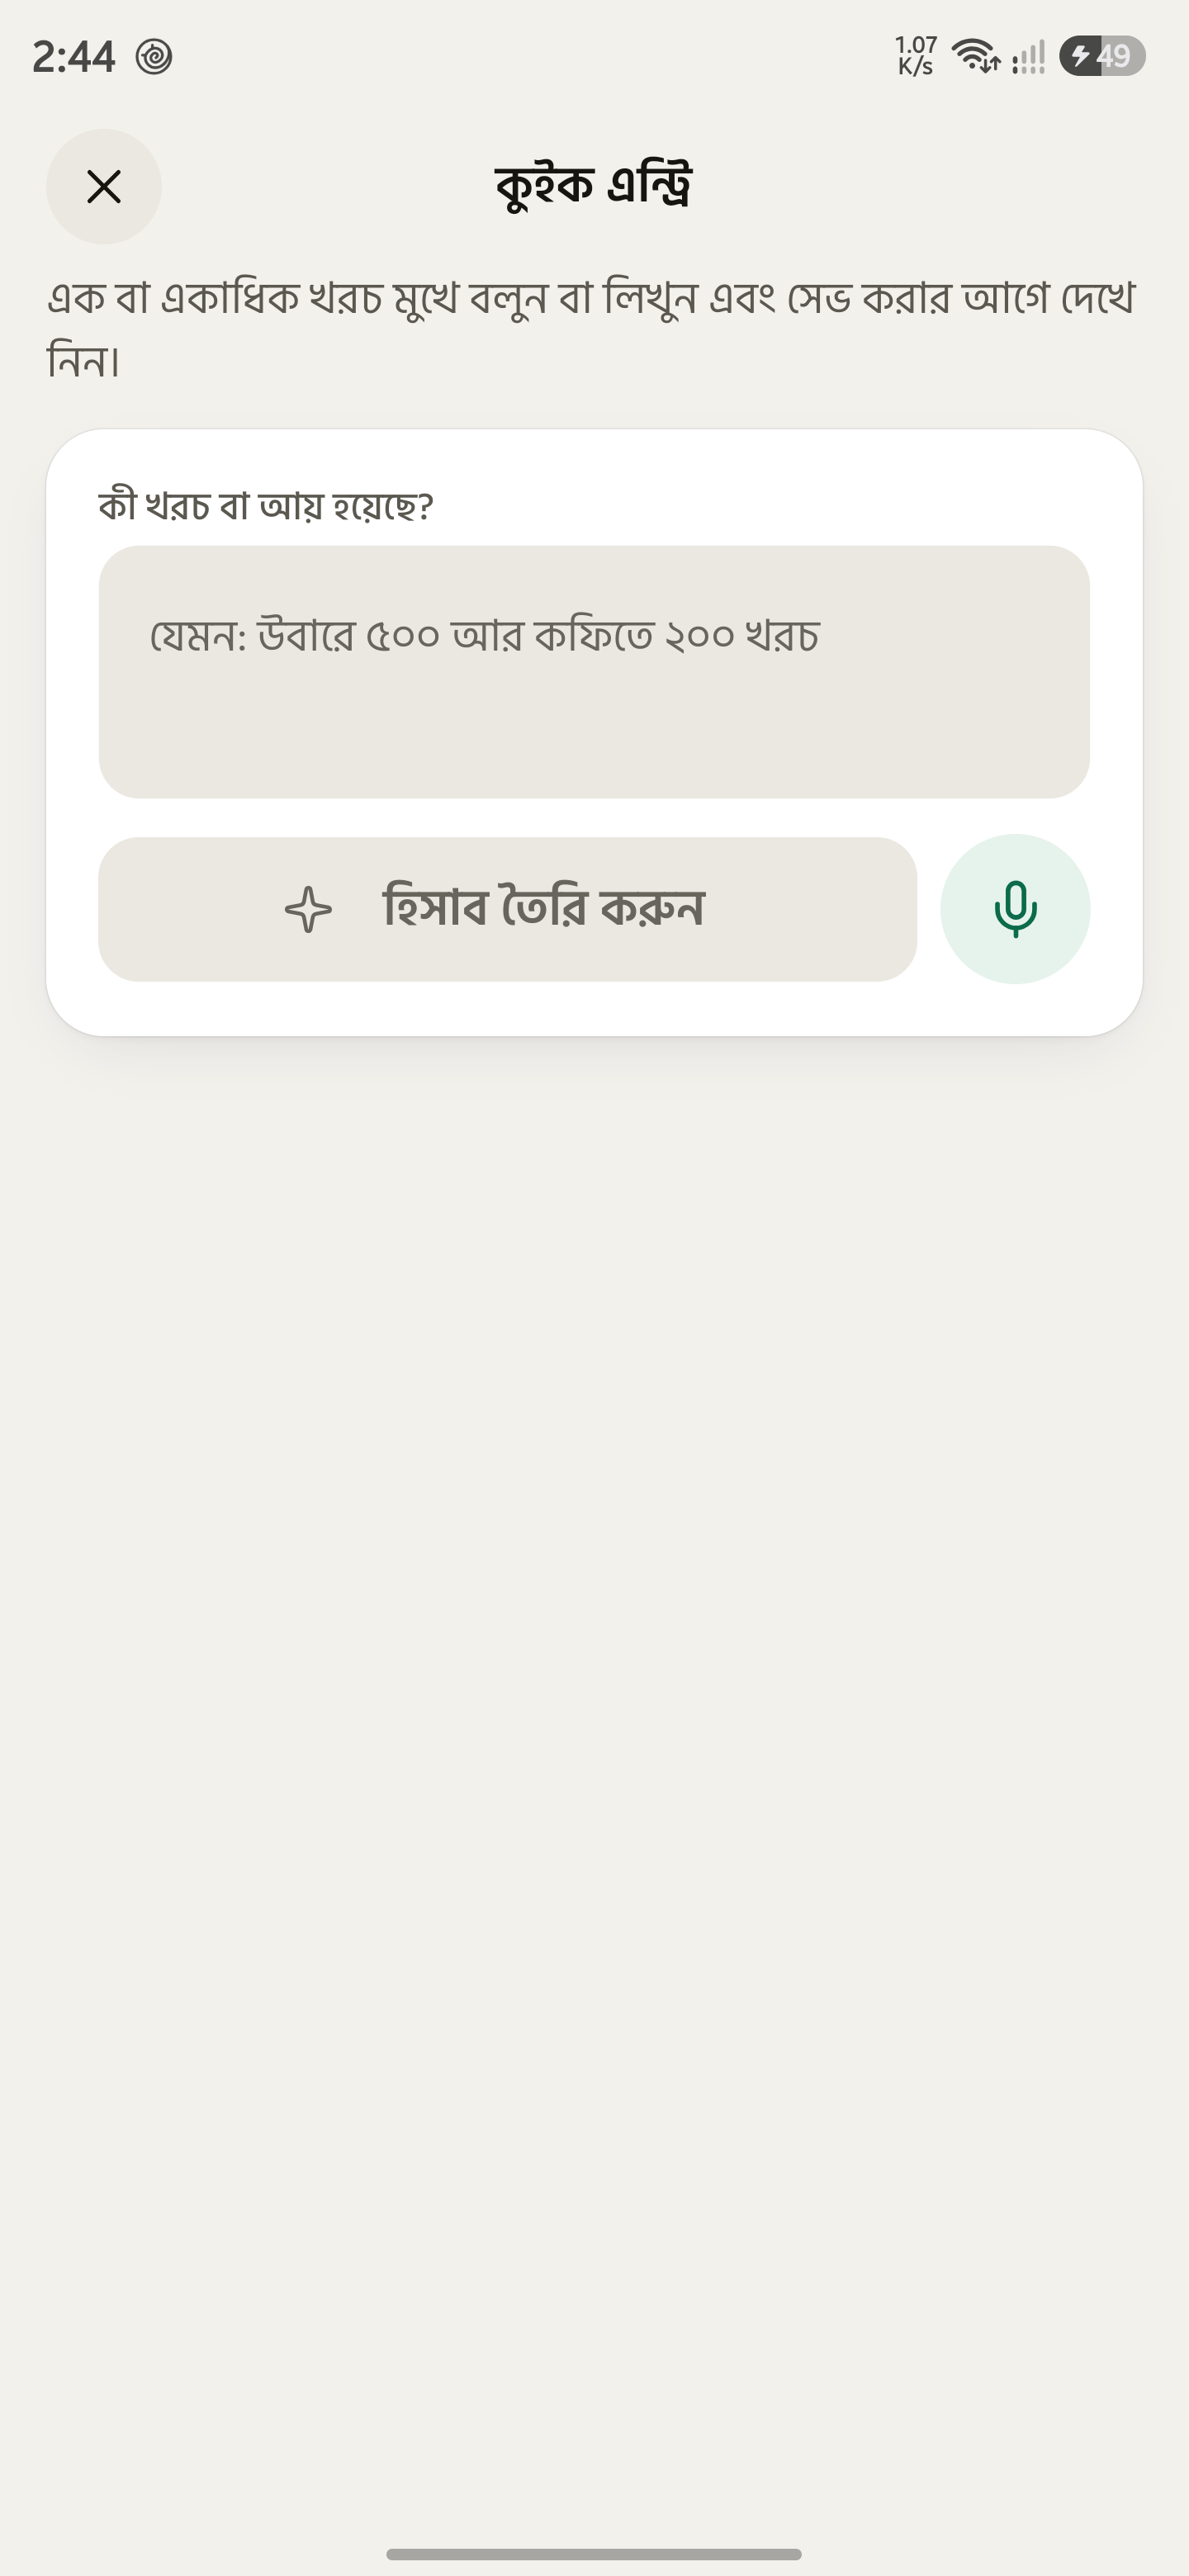 2:44
1.07
K/s
49
কুইক এন্ট্রি
এক বা একাধিক খরচ মুখে বলুন বা লিখুন এবং সেভ করার আগে দেখে
নিন।
কী খরচ বা আয় হয়েছে?
যেমন: উবারে ৫০০ আর কফিতে ২০০ খরচ
হিসাব তৈরি করুন